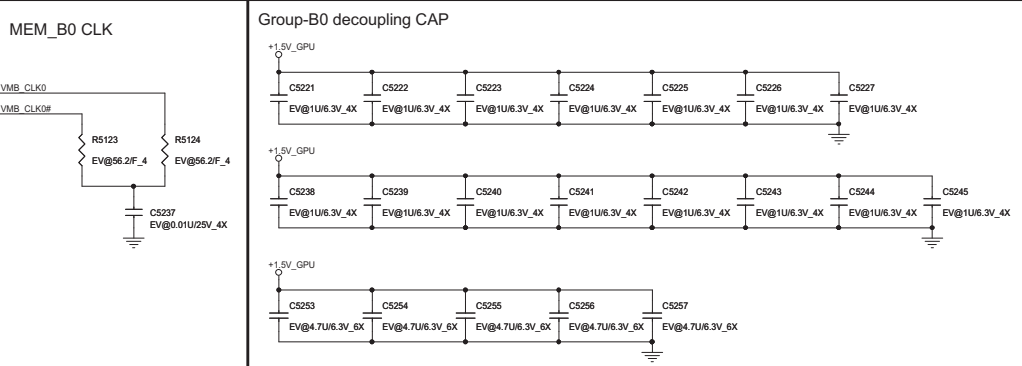 MEM_B0 CLK
VMB_CLK0
VMB_CLK0#
R5123
EV@56.2/F_4
R5124
EV@56.2/F_4
C5237
EV@0.01U/25V_4X
Group-B0 decoupling CAP
+1.5V_GPU
C5221
EV@1U/6.3V_4X
C5222
EV@1U/6.3V_4X
C5223
EV@1U/6.3V_4X
C5224
EV@1U/6.3V_4X
C5225
EV@1U/6.3V_4X
C5226
EV@1U/6.3V_4X
C5227
EV@1U/6.3V_4X
+1.5V_GPU
C5238
EV@1U/6.3V_4X
C5239
EV@1U/6.3V_4X
C5240
EV@1U/6.3V_4X
C5241
EV@1U/6.3V_4X
C5242
EV@1U/6.3V_4X
C5243
EV@1U/6.3V_4X
C5244
EV@1U/6.3V_4X
C5245
EV@1U/6.3V_4X
+1.5V_GPU
C5253
EV@4.7U/6.3V_6X
C5254
EV@4.7U/6.3V_6X
C5255
EV@4.7U/6.3V_6X
C5256
EV@4.7U/6.3V_6X
C5257
EV@4.7U/6.3V_6X